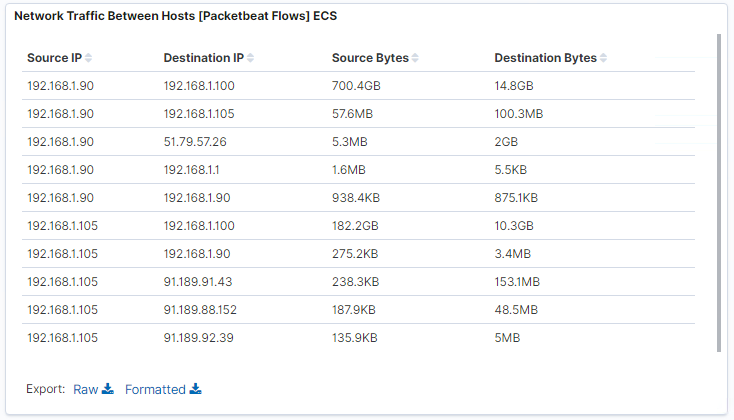 Network Traffic Between Hosts [Packetbeat Flows] ECS
Source IP Destination IP Source Bytes Destination Bytes
192.168.1.90 192.168.1.100 700.4GB 14.8GB
192.168.1.90 192.168.1.105 57.6MB 100.3MB
192.168.1.90 51.79.57.26 5.3MB 2GB
192.168.1.90 192.168.1.1 1.6MB 5.5KB
192.168.1.90 192.168.1.90 938.4KB 875.1KB
192.168.1.105 192.168.1.100 182.2GB 10.3GB
192.168.1.105 192.168.1.90 275.2KB 3.4MB
192.168.1.105 91.189.91.43 238.3KB 153.1MB
192.168.1.105 91.189.88.152 187.9KB 48.5MB
192.168.1.105 91.189.92.39 135.9KB 5MB
Export: Raw Formatted